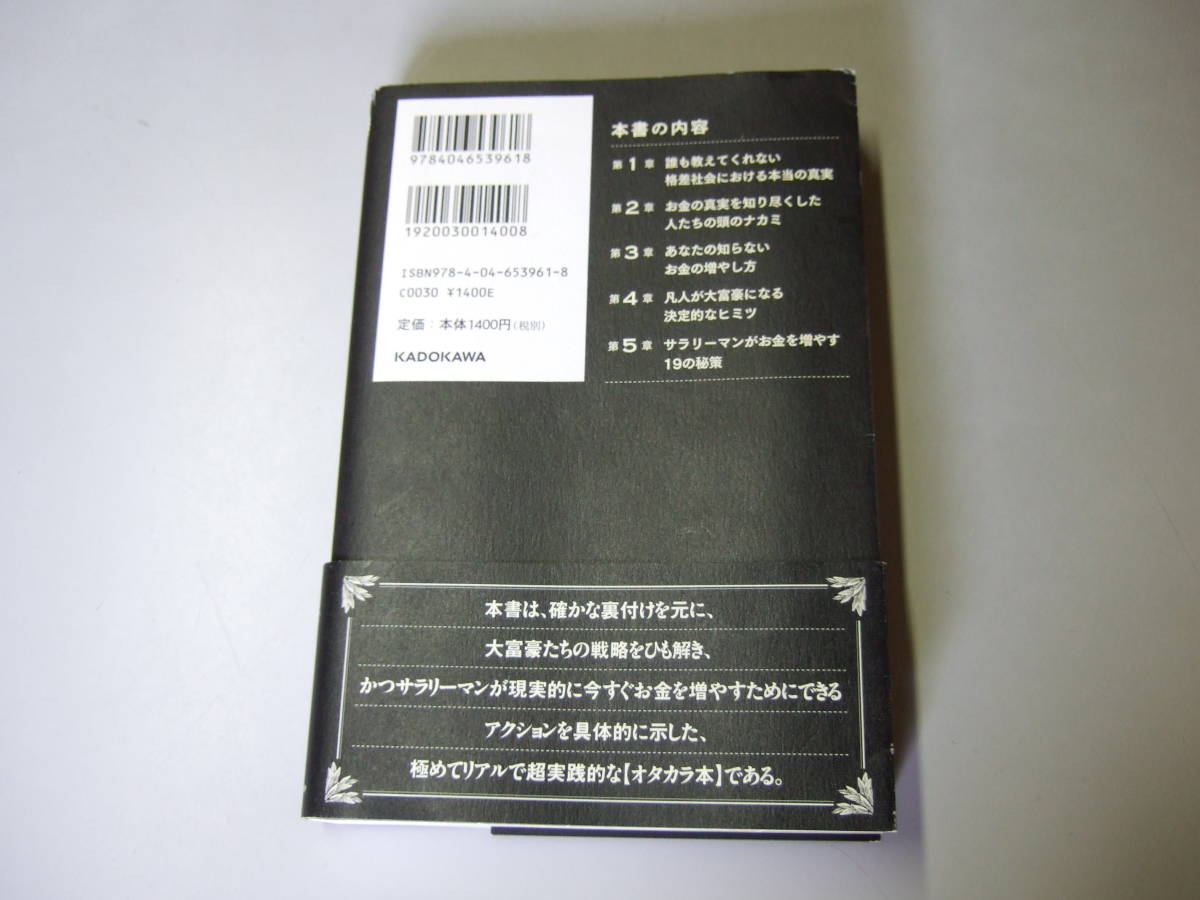 9784046539618
1920030014008
ISBN978-4-04-653961-8
C0030 ¥1400E
定価：本体1400円(税別)
KADOKAWA
本書の内容
第1章 誰も教えてくれない
格差社会における本当の真実
第2章 お金の真実を知り尽くした
人たちの頭のナカミ
第3章 あなたの知らない
お金の増やし方
第4章 凡人が大富豪になる
決定的なヒミツ
第5章 サラリーマンがお金を増やす
19の秘策
本書は、確かな裏付けを元に、
大富豪たちの戦略をひも解き、
かつサラリーマンが現実的に今すぐお金を増やすためにできる
アクションを具体的に示した、
極めてリアルで超実践的な【オタカラ本】である。